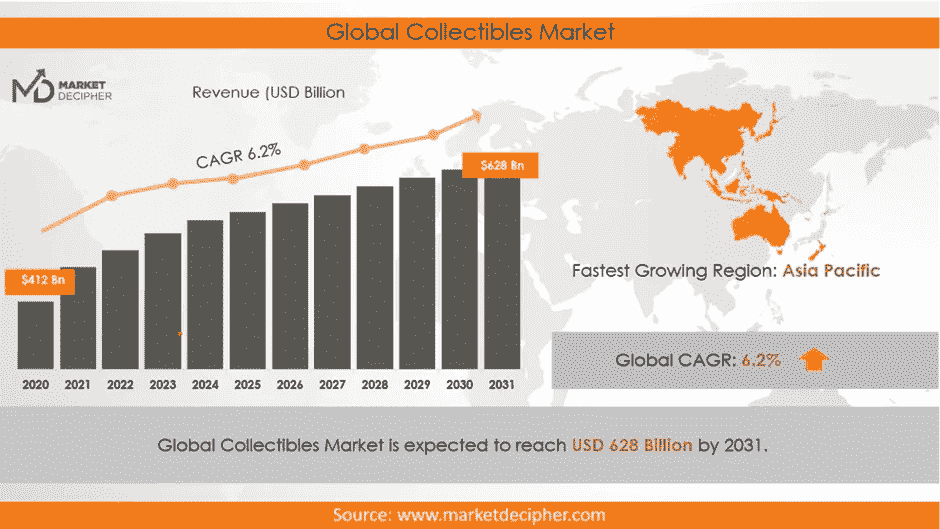 Global Collectibles Market
MARKET
DECIPHER
Revenue (USD Billion
CAGR 6.2%
$628 Bn
$412 Bn
2020 2021 2022 2023 2024 2025 2026 2027 2028 2029 2030 2031
Fastest Growing Region: Asia Pacific
Global CAGR: 6.2%
Global Collectibles Market is expected to reach USD 628 Billion by 2031.
Source: www.marketdecipher.com